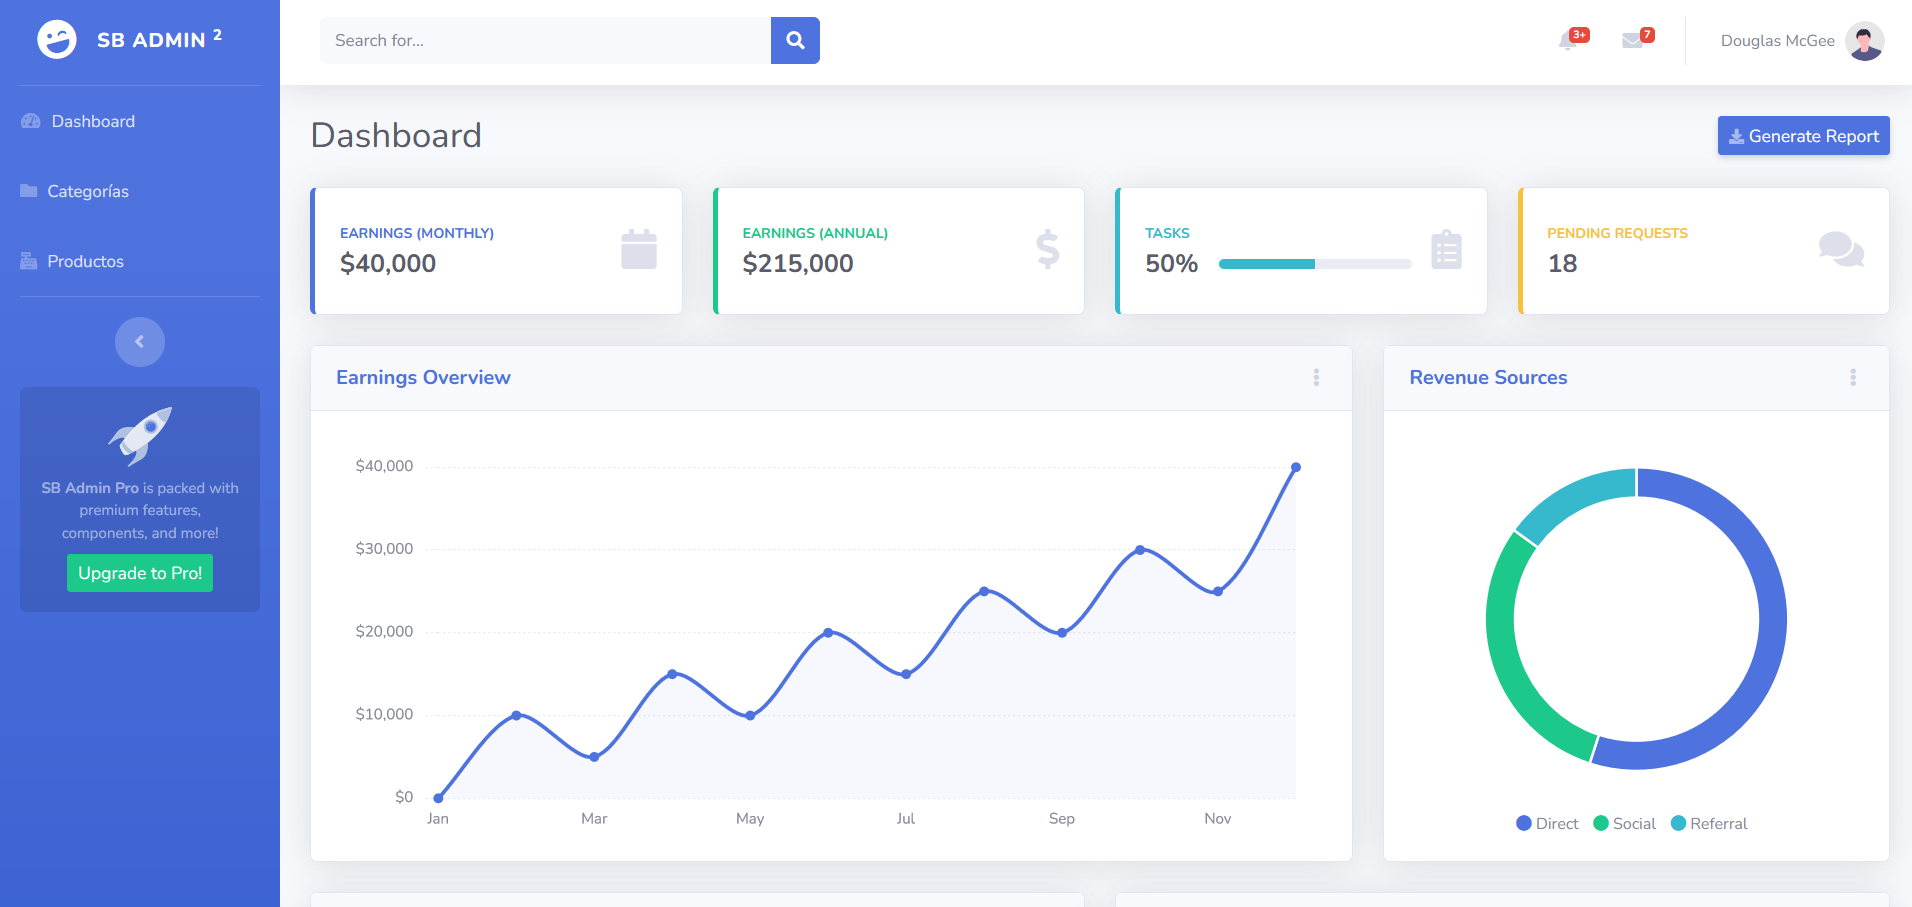 SB ADMIN 2
Search for...
3+
7
Douglas McGee
Dashboard
Categorías
Productos
SB Admin Pro is packed with
premium features,
components, and more!
Upgrade to Pro!
Dashboard
Generate Report
EARNINGS (MONTHLY)
$40,000
EARNINGS (ANNUAL)
$215,000
TASKS
50%
PENDING REQUESTS
18
Earnings Overview
$40,000
$30,000
$20,000
$10,000
$0
Jan Mar May Jul Sep Nov
Revenue Sources
Direct Social Referral